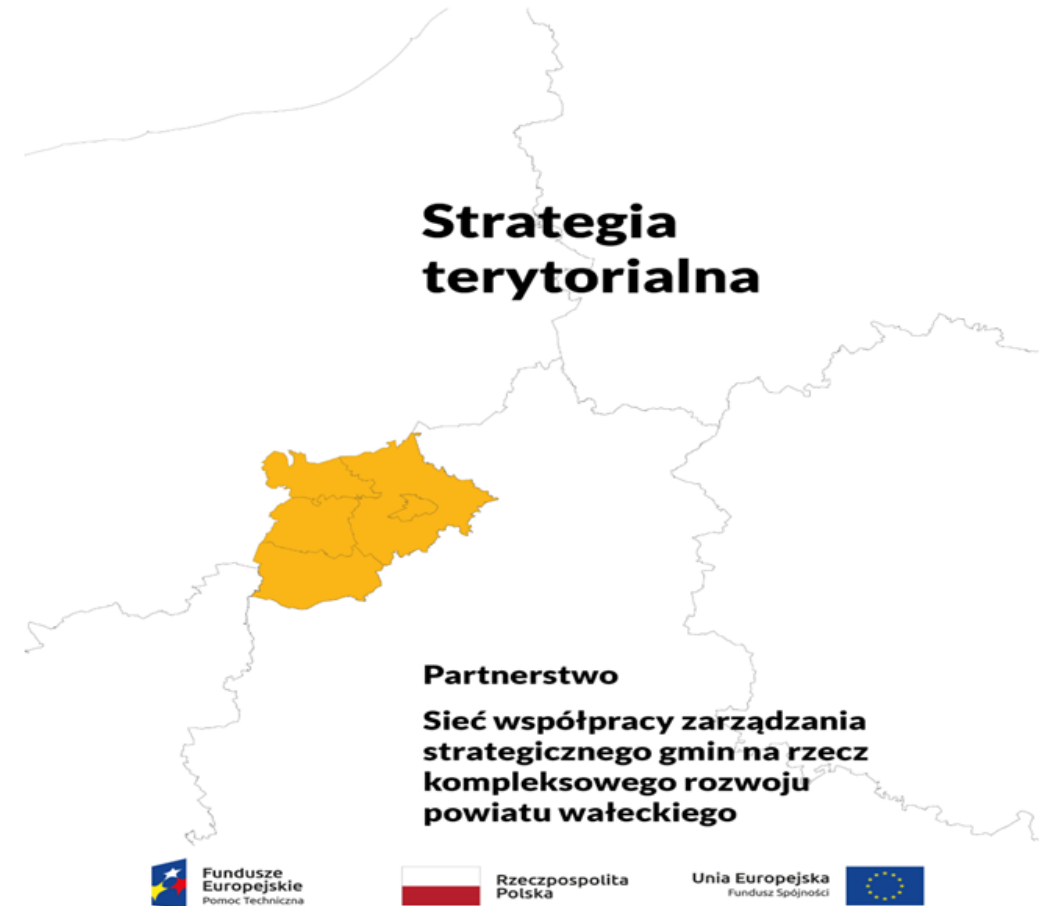 Strategia
terytorialna
Partnerstwo
Sieć współpracy zarządzania
strategicznego gmin na rzecz
kompleksowego rozwoju
powiatu wałeckiego
Fundusze
Europejskie
Pomoc Techniczna
Rzeczpospolita
Polska
Unia Europejska
Fundusz Spójności